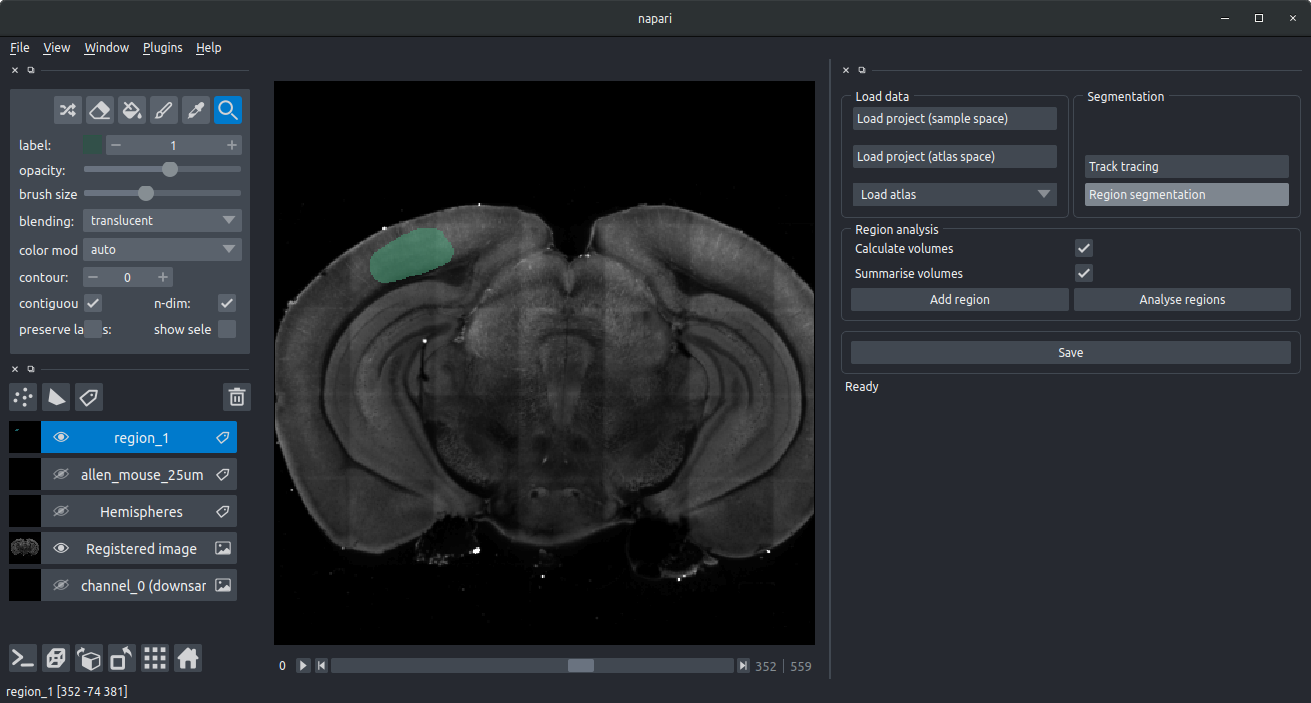 napari
File View Window Plugins Help
label: 1
opacity:
brush size
blending: translucent
color mod auto
contour: 0
contiguou n-dim:
preserve la s: show sele
region_1
allen_mouse_25um
Hemispheres
Registered image
channel_0 (downsar
0 352 559
region_1 [352 -74 381]
Load data
Load project (sample space)
Load project (atlas space)
Load atlas
Segmentation
Track tracing
Region segmentation
Region analysis
Calculate volumes
Summarise volumes
Add region Analyse regions
Save
Ready